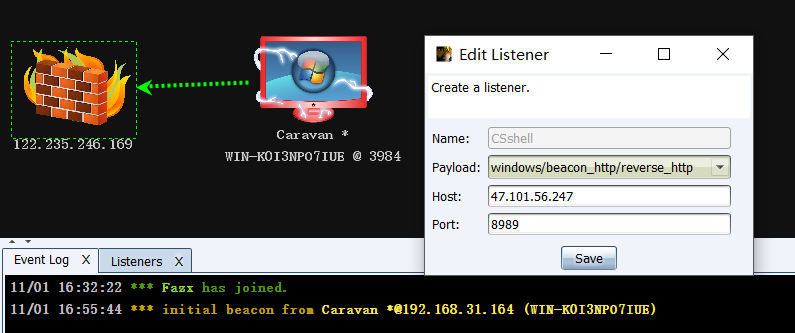 122.235.246.169
Caravan *
WIN-KOI3NPO7IUE @ 3984
Edit Listener
Create a listener.
Name: CSshell
Payload: windows/beacon_http/reverse_http
Host: 47.101.56.247
Port: 8989
Save
Event Log X Listeners X
11/01 16:32:22 *** Fazx has joined.
11/01 16:55:44 *** initial beacon from Caravan *@192.168.31.164 (WIN-KOI3NPO7IUE)